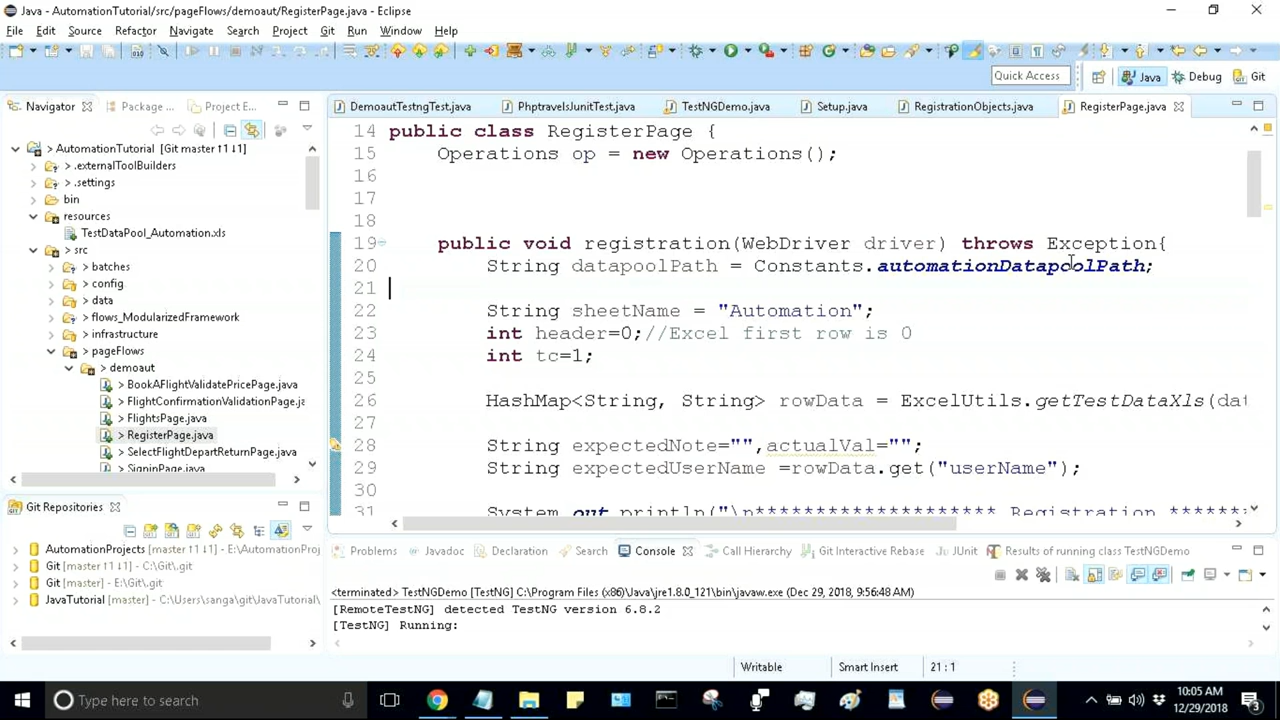 Java - AutomationTutorial/src/pageFlows/demoaut/RegisterPage.java - Eclipse
File Edit Source Refactor Navigate Search Project Git Run Window Help
Quick Access Java Debug Git
Navigator Package ... Project E...
DemoautTestngTest.java PhptravelsJunitTest.java TestNGDemo.java Setup.java RegistrationObjects.java RegisterPage.java
AutomationTutorial [Git master ↑1 ↓1]
> .externalToolBuilders
> .settings
bin
resources
TestDataPool_Automation.xls
> src
> batches
> config
> data
> flows_ModularizedFramework
> infrastructure
> pageFlows
> demoaut
> BookAFlightValidatePricePage.java
> FlightConfirmationValidationPage.ja
> FlightsPage.java
> RegisterPage.java
> SelectFlightDepartReturnPage.java
> SigninPage.java
14 public class RegisterPage {
15 Operations op = new Operations();
16
17
18
19 public void registration(WebDriver driver) throws Exception{
20 String datapoolPath = Constants.automationDatapoolPath;
21
22 String sheetName = "Automation";
23 int header=0;//Excel first row is 0
24 int tc=1;
25
26 HashMap<String, String> rowData = ExcelUtils.getTestDataXls(dat
27
28 String expectedNote="",actualVal="";
29 String expectedUserName =rowData.get("userName");
30
31 System.out.println("\n******************** Registration *******
Git Repositories
AutomationProjects [master ↑1 ↓1] - E:\AutomationProj
Git [master ↑1 ↓1] - C:\Git\.git
Git [master] - E:\Git\.git
JavaTutorial [master] - C:\Users\sanga\git\JavaTutorial\
Problems Javadoc Declaration Search Console Call Hierarchy Git Interactive Rebase JUnit Results of running class TestNGDemo
<terminated> TestNGDemo [TestNG] C:\Program Files (x86)\Java\jre1.8.0_121\bin\javaw.exe (Dec 29, 2018, 9:56:48 AM)
[RemoteTestNG] detected TestNG version 6.8.2
[TestNG] Running:
Writable Smart Insert 21 : 1
Type here to search
10:05 AM
12/29/2018
3